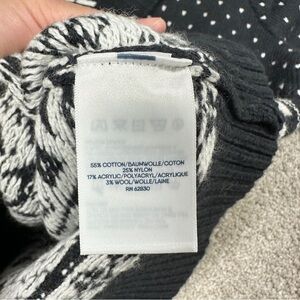 55% COTTON/BAUMWOLLE/COTON
25% NYLON
17% ACRYLIC/POLYACRYL/ACRYLIQUE
3% WOOL/WOLLE/LAINE
RN 62830